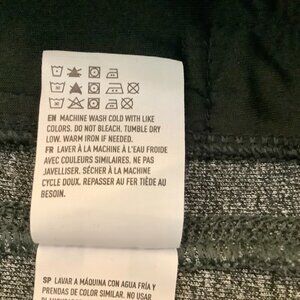 EN MACHINE WASH COLD WITH LIKE
COLORS. DO NOT BLEACH, TUMBLE DRY
LOW. WARM IRON IF NEEDED.
FR LAVER À LA MACHINE À L'EAU FROIDE
AVEC COULEURS SIMILAIRES, NE PAS
JAVELLISER. SÉCHER À LA MACHINE
CYCLE DOUX. REPASSER AU FER TIÈDE AU
BESOIN.
SP LAVAR A MÁQUINA CON AGUA FRÍA Y
PRENDAS DE COLOR SIMILAR. NO USAR